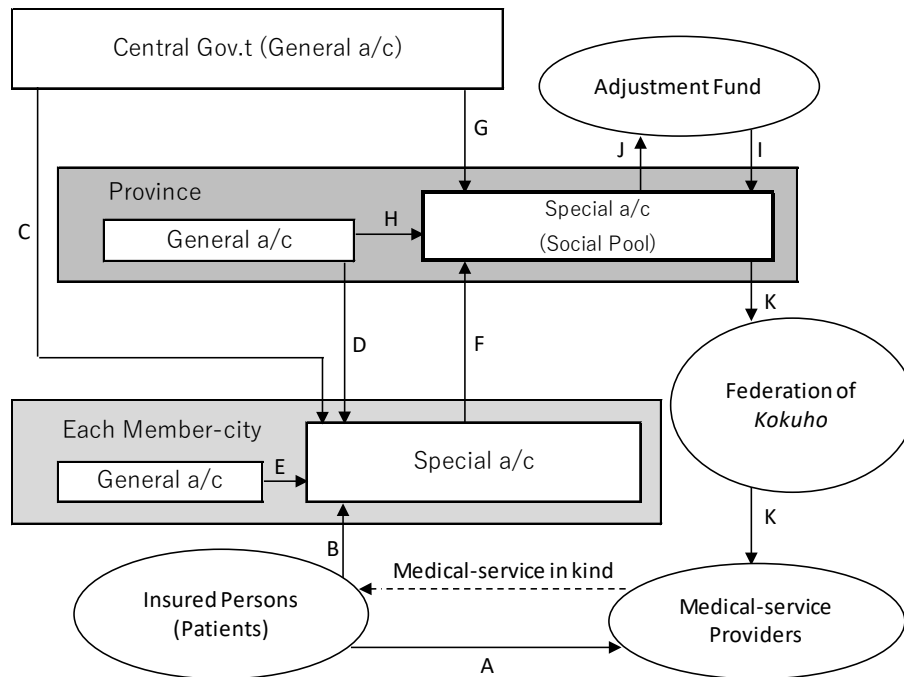 Central Gov.t (General a/c)
Adjustment Fund
G
J
I
Province
C
H
Special a/c
(Social Pool)
General a/c
K
D
F
Federation of
Kokuho
Each Member-city
Special a/c
E
General a/c
K
B
Medical-service in kind
Insured Persons
(Patients)
Medical-service
Providers
A